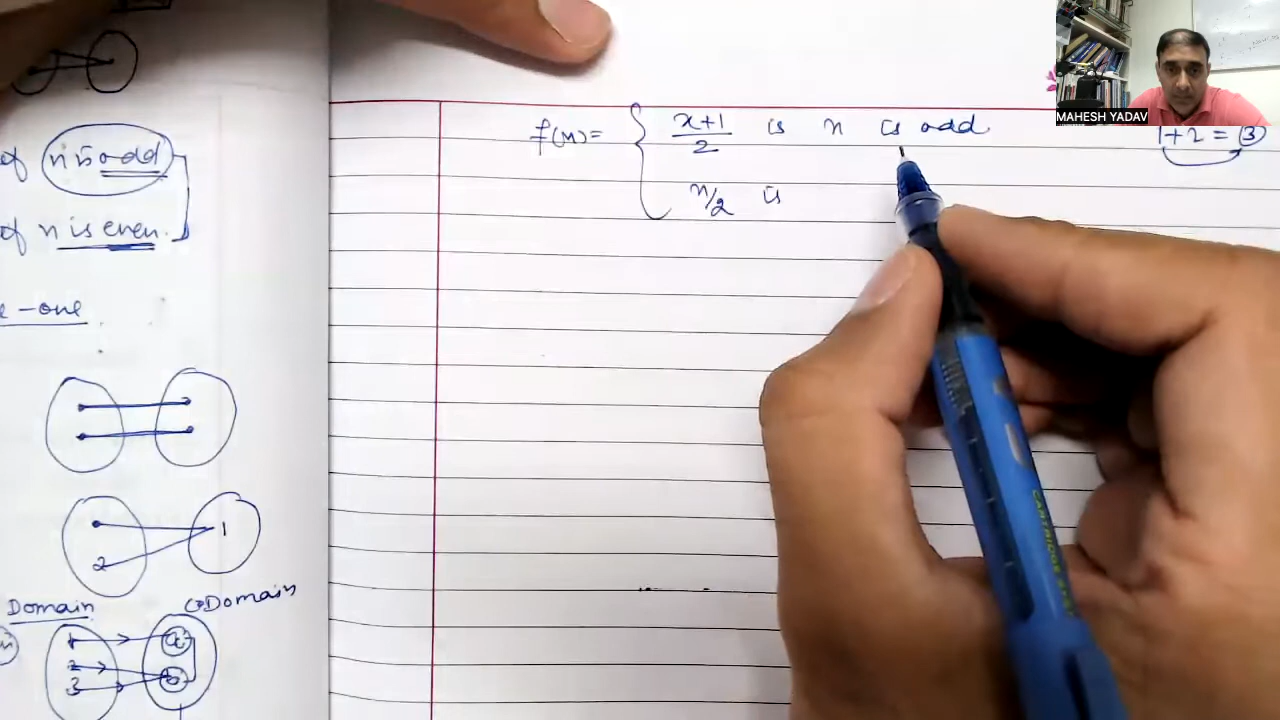 of n is odd
of n is even.
e-one
1
2
Domain
CoDomain
1
2
3
f(n)= { x+1/2 is n is odd
n/2 is
1+2 = 3
MAHESH YADAV